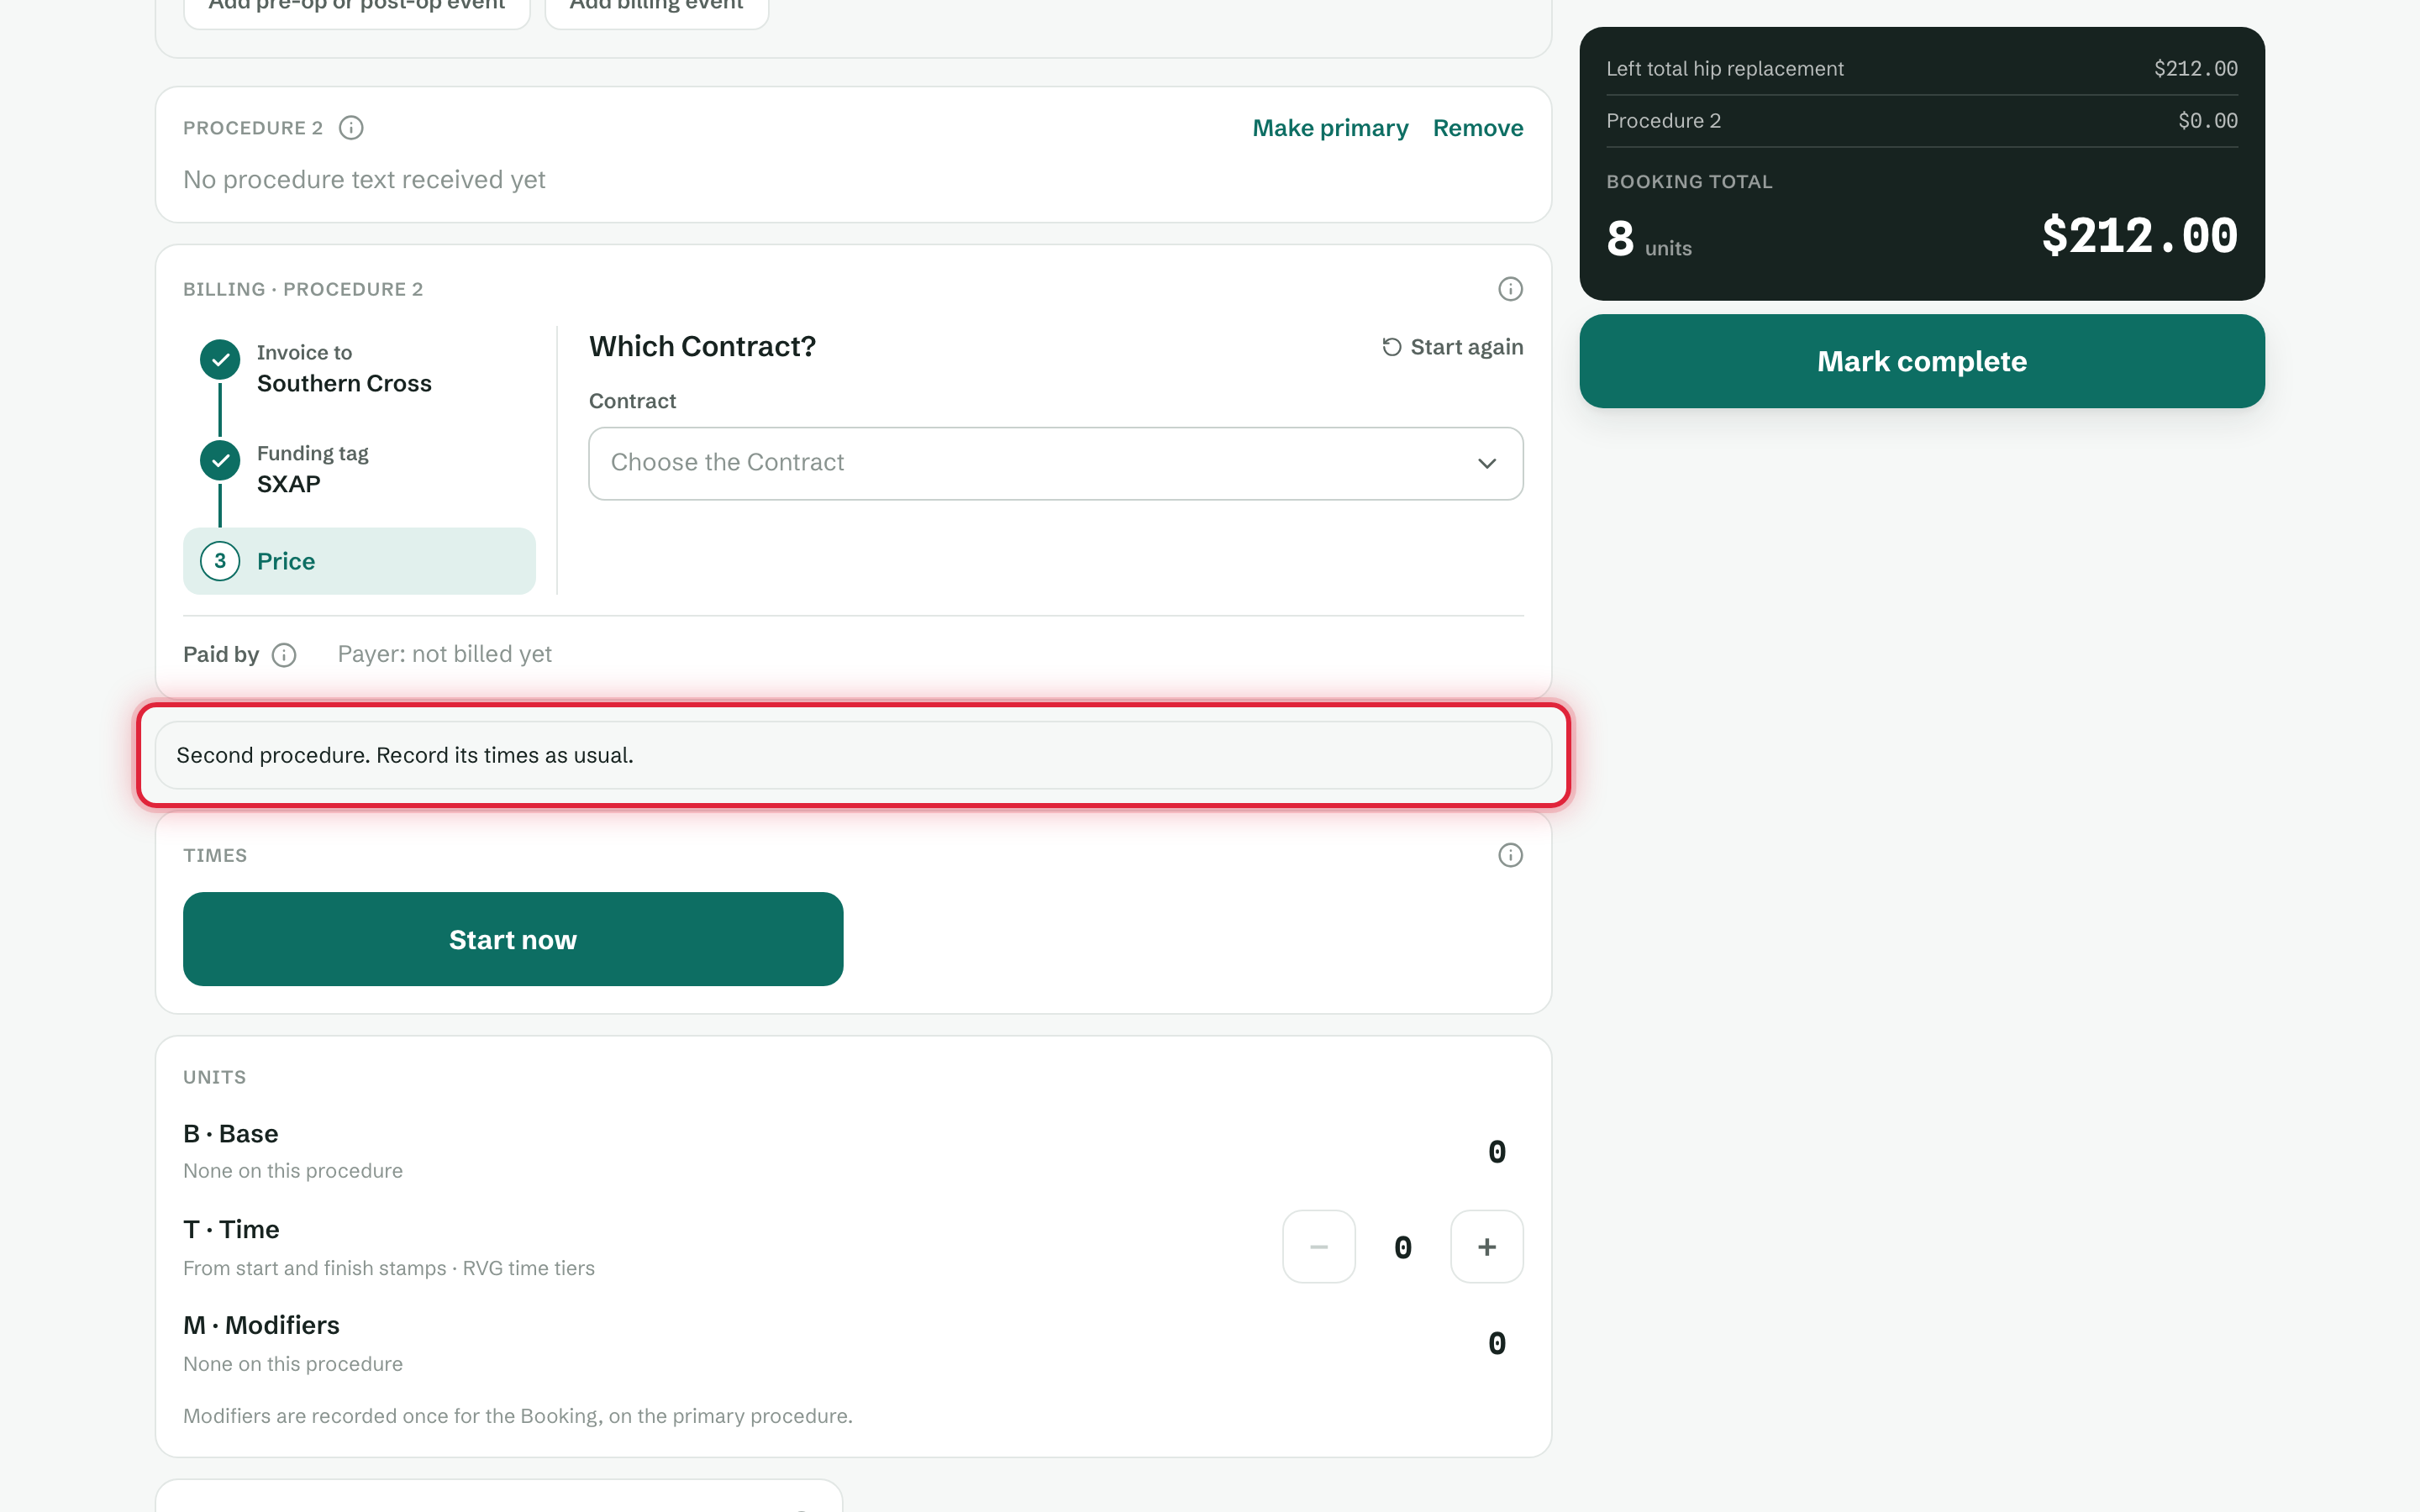 Add pre-op or post-op event
Add billing event
PROCEDURE 2
Make primary
Remove
No procedure text received yet
BILLING · PROCEDURE 2
Invoice to
Southern Cross
Funding tag
SXAP
3
Price
Which Contract?
Start again
Contract
Choose the Contract
Paid by
Payer: not billed yet
Second procedure. Record its times as usual.
TIMES
Start now
UNITS
B · Base
None on this procedure
0
T · Time
From start and finish stamps · RVG time tiers
− 0 +
M · Modifiers
None on this procedure
0
Modifiers are recorded once for the Booking, on the primary procedure.
Left total hip replacement $212.00
Procedure 2 $0.00
BOOKING TOTAL
8 units $212.00
Mark complete